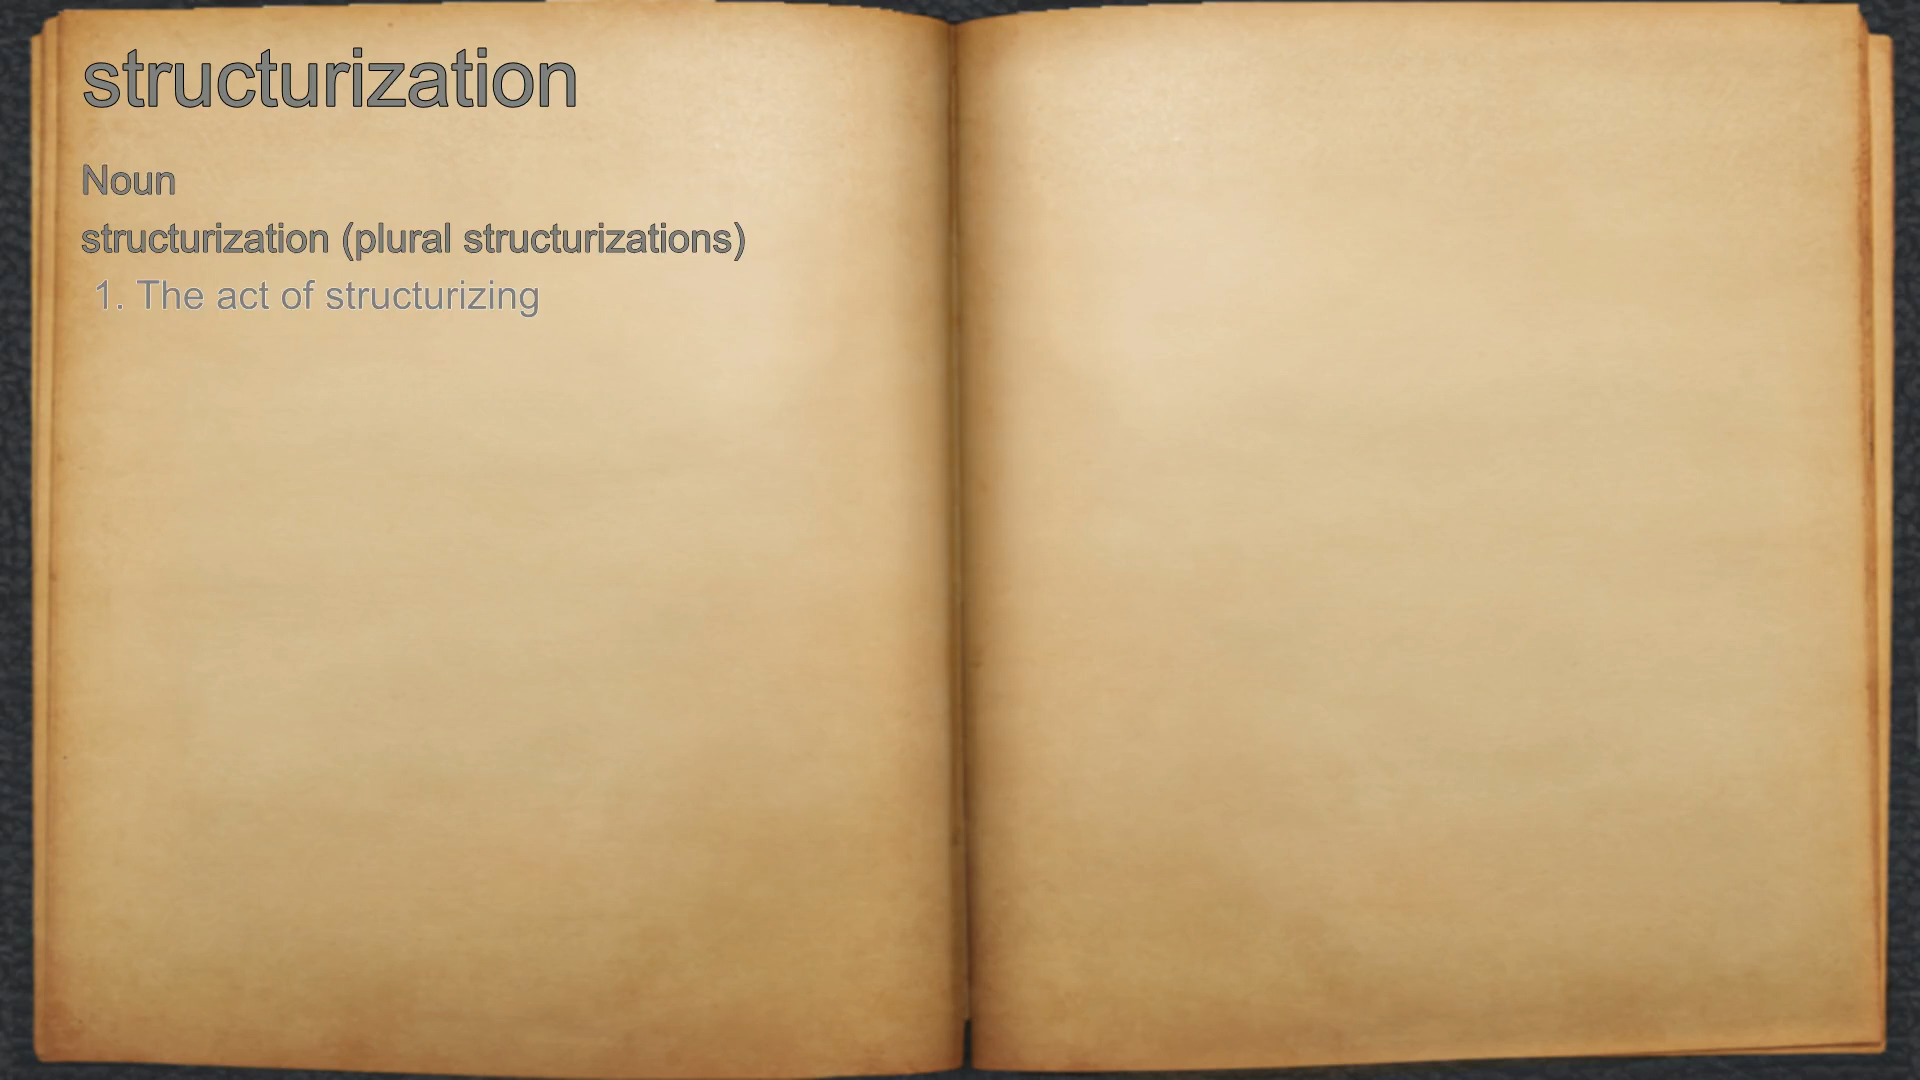 structurization
Noun
structurization (plural structurizations)
1. The act of structurizing